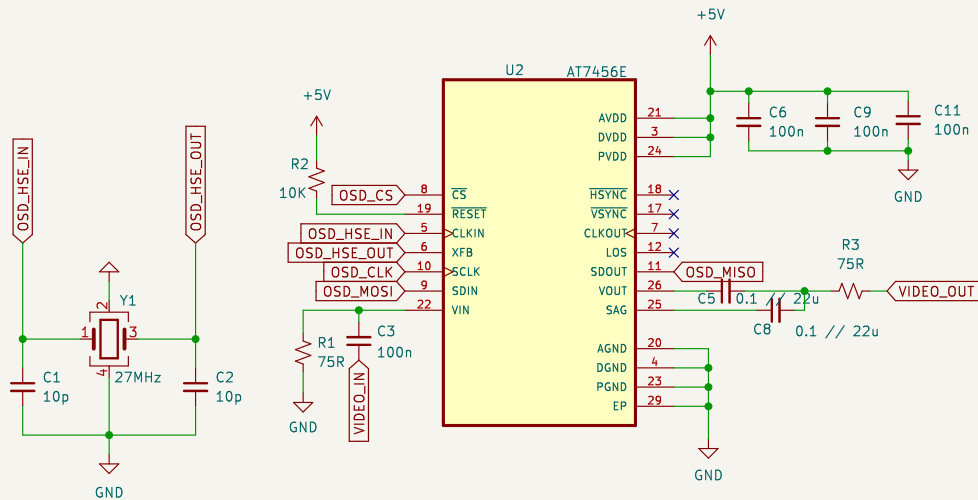 +5V
U2
AT7456E
+5V
C6
100n
C9
100n
C11
100n
GND
OSD_HSE_IN
OSD_HSE_OUT
R2
10K
OSD_CS
OSD_HSE_IN
OSD_HSE_OUT
OSD_CLK
OSD_MOSI
8
19
5
6
10
9
22
CS
RESET
CLKIN
XFB
SCLK
SDIN
VIN
AVDD
DVDD
PVDD
HSYNC
VSYNC
CLKOUT
LOS
SDOUT
VOUT
SAG
AGND
DGND
PGND
EP
21
3
24
18
17
7
12
11
26
25
20
4
23
29
OSD_MISO
R3
75R
VIDEO_OUT
C5
0.1 // 22u
C8
0.1 // 22u
GND
2
Y1
1
3
4
27MHz
C1
10p
C2
10p
GND
R1
75R
GND
C3
100n
VIDEO_IN